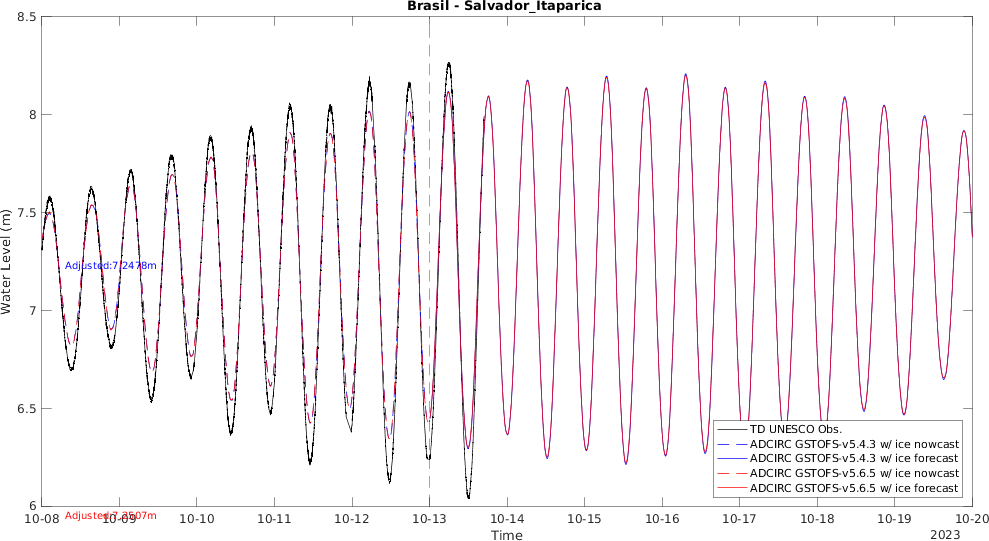 Brasil - Salvador_Itaparica
8.5
8
7.5
7
6.5
6
Water Level (m)
Adjusted:7.2478m
Adjusted:7.2507m
TD UNESCO Obs.
ADCIRC GSTOFS-v5.4.3 w/ ice nowcast
ADCIRC GSTOFS-v5.4.3 w/ ice forecast
ADCIRC GSTOFS-v5.6.5 w/ ice nowcast
ADCIRC GSTOFS-v5.6.5 w/ ice forecast
10-08 10-09 10-10 10-11 10-12 10-13 10-14 10-15 10-16 10-17 10-18 10-19 10-20
Time
2023